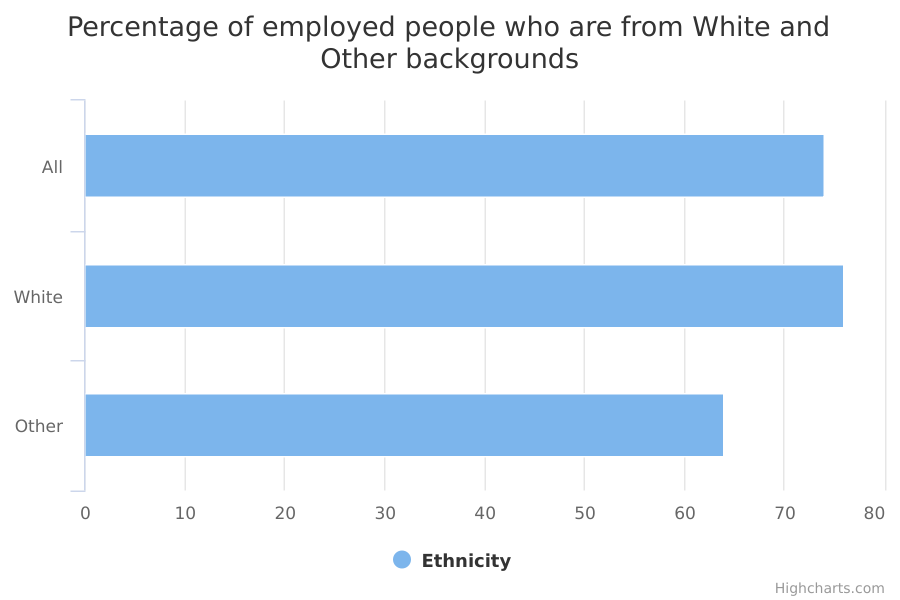 Percentage of employed people who are from White and
Other backgrounds
All
White
Other
0 10 20 30 40 50 60 70 80
Ethnicity
Highcharts.com